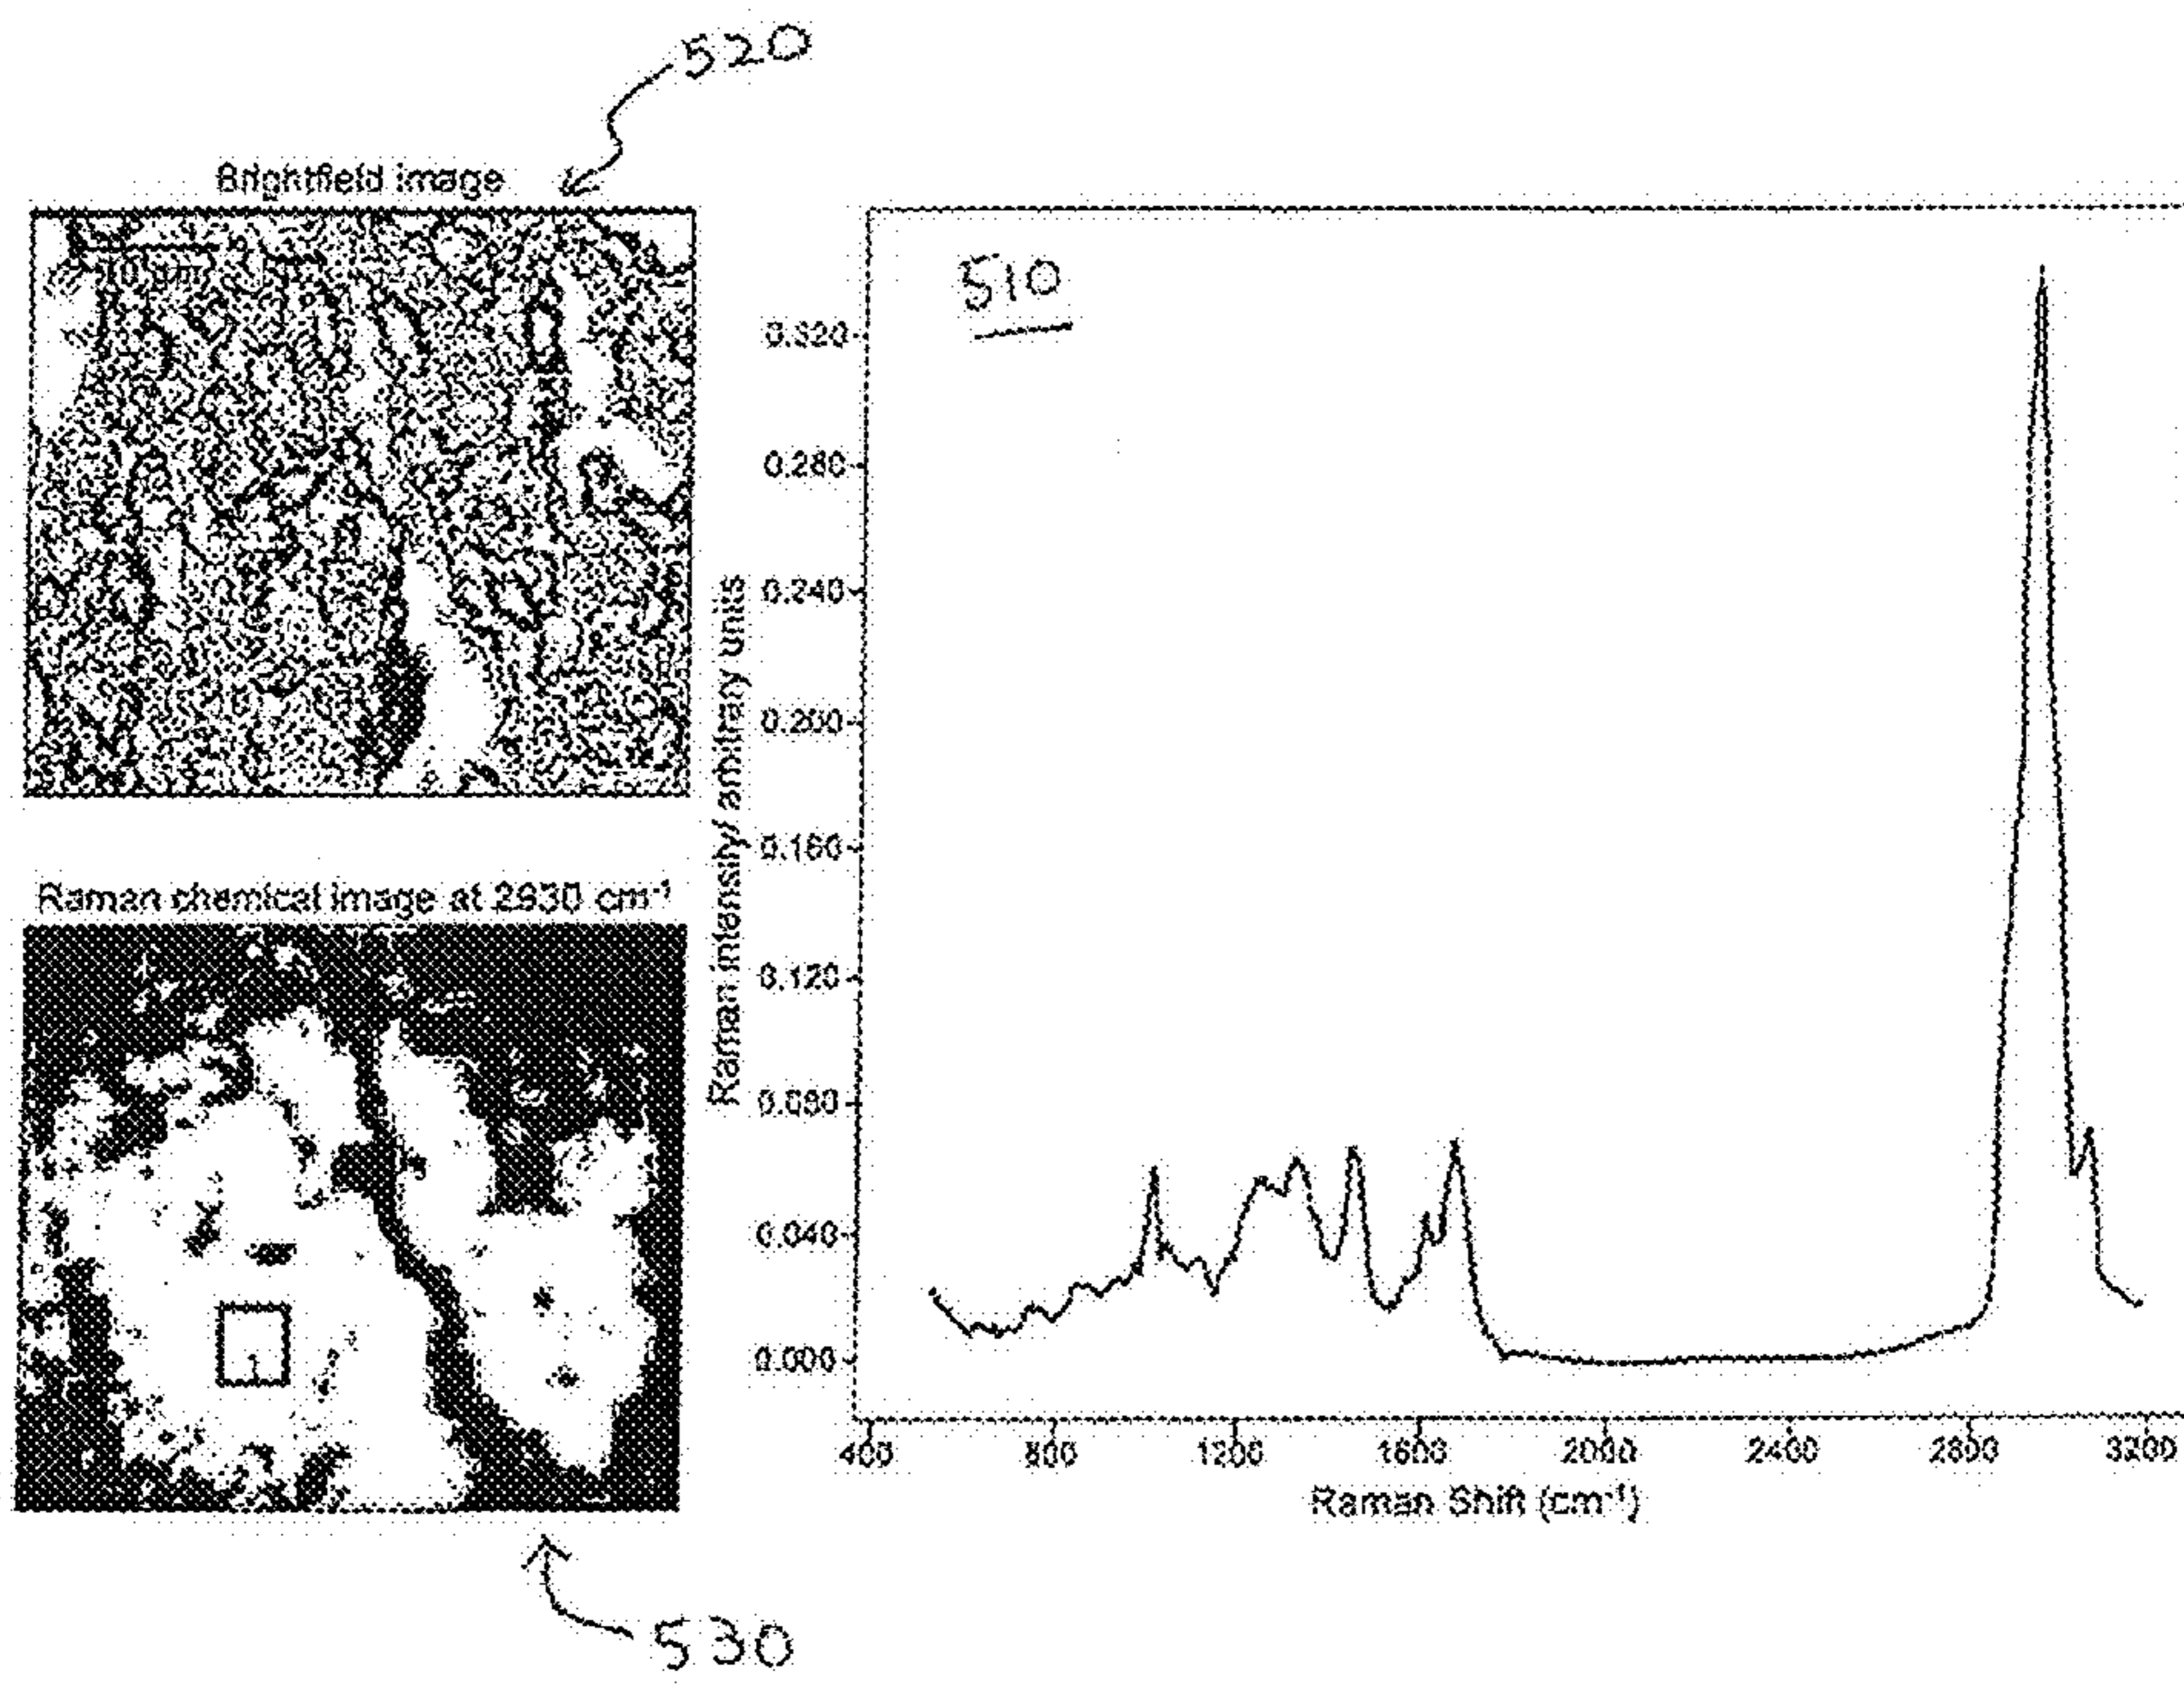 520
Brightfield image
10 µm
Raman chemical image at 2930 cm-1
1
530
510
Raman intensity/ arbitrary units
0.320
0.280
0.240
0.200
0.160
0.120
0.080
0.040
0.000
400 800 1200 1600 2000 2400 2800 3200
Raman Shift (cm-1)